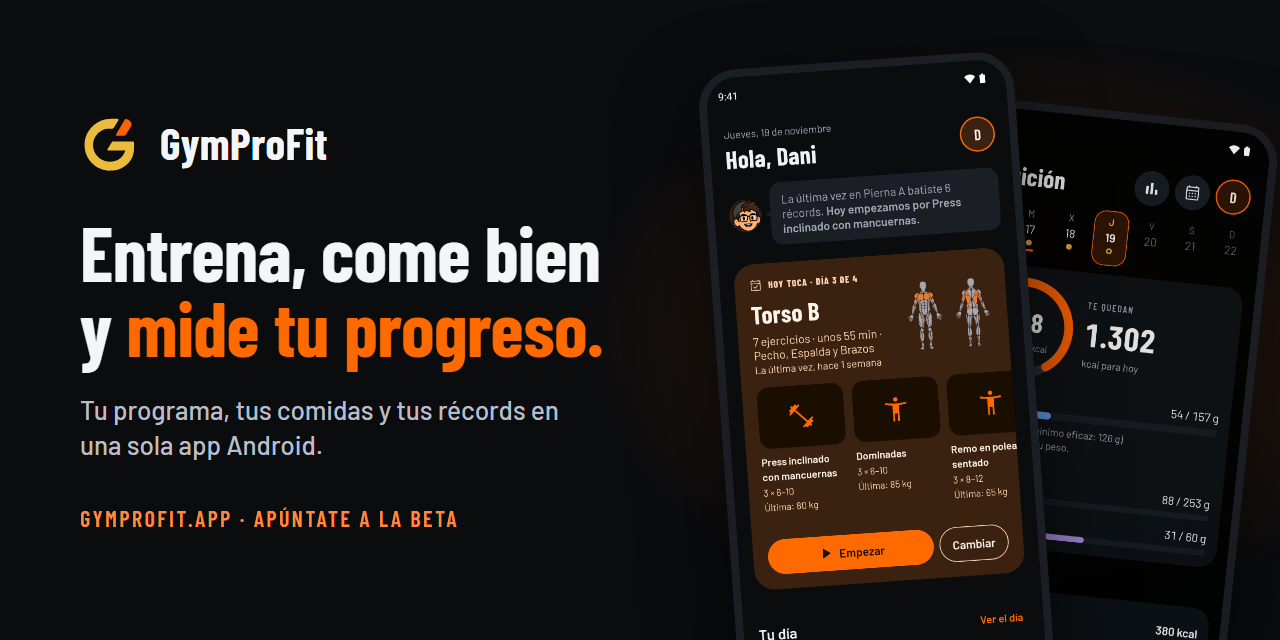 GymProFit
Entrena, come bien
y mide tu progreso.
Tu programa, tus comidas y tus récords en
una sola app Android.
GYMPROFIT.APP · APÚNTATE A LA BETA
9:41
Jueves, 19 de noviembre
Hola, Dani
D
La última vez en Pierna A batiste 6
récords. Hoy empezamos por Press
inclinado con mancuernas.
HOY TOCA · DÍA 3 DE 4
Torso B
7 ejercicios · unos 55 min ·
Pecho, Espalda y Brazos
La última vez, hace 1 semana
Press inclinado
con mancuernas
3 × 6–10
Última: 80 kg
Dominadas
3 × 6–10
Última: 85 kg
Remo en polea
sentado
3 × 8–12
Última: 65 kg
Empezar
Cambiar
Tu día
Ver el día
ición
D
M X J V S D
17 18 19 20 21 22
8
kcal
TE QUEDAN
1.302
kcal para hoy
54 / 157 g
ínimo eficaz: 126 g)
u peso.
88 / 253 g
31 / 60 g
380 kcal